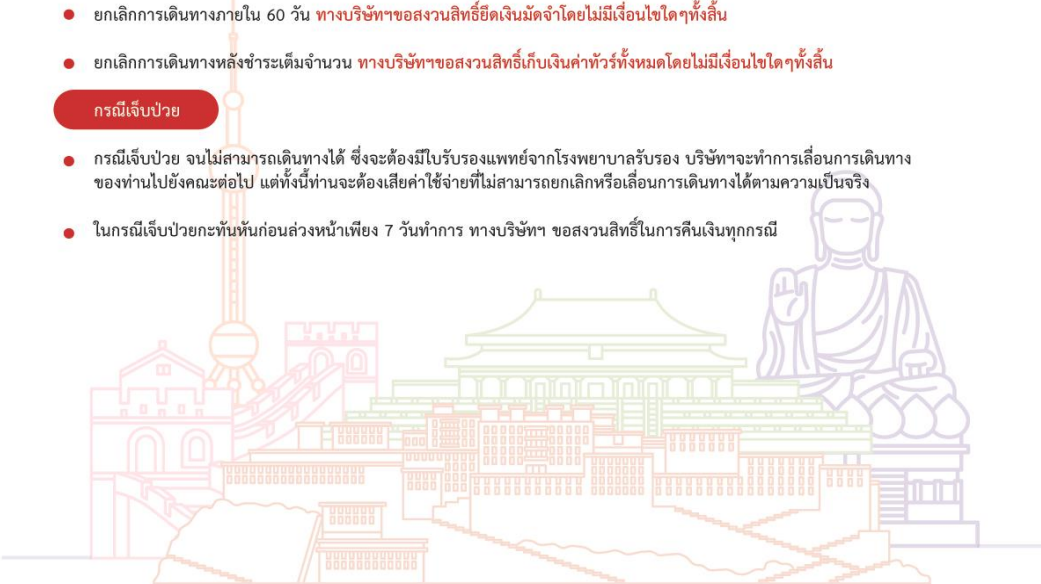 ยกเลิกการเดินทางภายใน 60 วัน ทางบริษัทฯขอสงวนสิทธิ์ยึดเงินมัดจำโดยไม่มีเงื่อนไขใดๆทั้งสิ้น
ยกเลิกการเดินทางหลังชำระเต็มจำนวน ทางบริษัทฯขอสงวนสิทธิ์เก็บเงินค่าทัวร์ทั้งหมดโดยไม่มีเงื่อนไขใดๆทั้งสิ้น
กรณีเจ็บป่วย
กรณีเจ็บป่วย จนไม่สามารถเดินทางได้ ซึ่งจะต้องมีใบรับรองแพทย์จากโรงพยาบาลรับรอง บริษัทฯจะทำการเลื่อนการเดินทาง
ของท่านไปยังคณะต่อไป แต่ทั้งนี้ท่านจะต้องเสียค่าใช้จ่ายที่ไม่สามารถยกเลิกหรือเลื่อนการเดินทางได้ตามความเป็นจริง
ในกรณีเจ็บป่วยกะทันหันก่อนล่วงหน้าเพียง 7 วันทำการ ทางบริษัทฯ ขอสงวนสิทธิ์ในการคืนเงินทุกกรณี